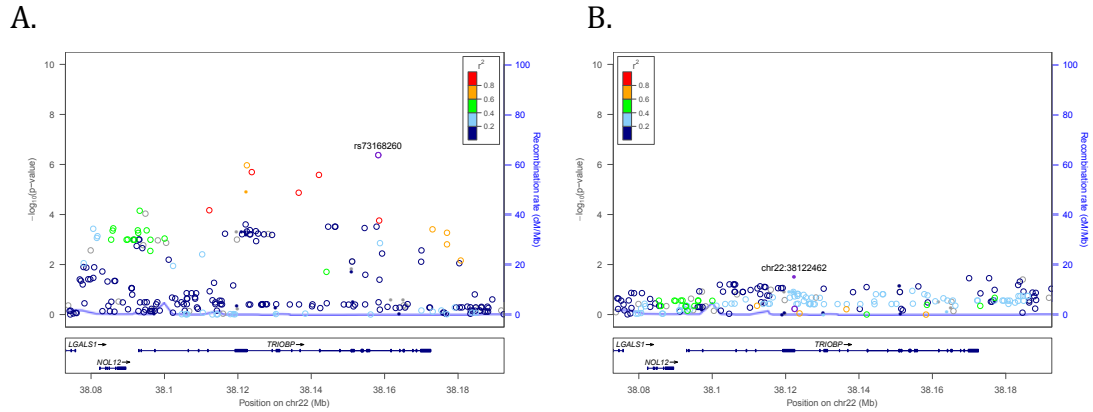 A.
B.
10
8
6
4
2
0
−log10(p−value)
100
80
60
40
20
0
Recombination rate (cM/Mb)
r2
0.8
0.6
0.4
0.2
rs73168260
LGALS1
NOL12
TRIOBP
38.08
38.1
38.12
38.14
38.16
38.18
Position on chr22 (Mb)
10
8
6
4
2
0
−log10(p−value)
100
80
60
40
20
0
Recombination rate (cM/Mb)
r2
0.8
0.6
0.4
0.2
chr22:38122462
LGALS1
NOL12
TRIOBP
38.08
38.1
38.12
38.14
38.16
38.18
Position on chr22 (Mb)